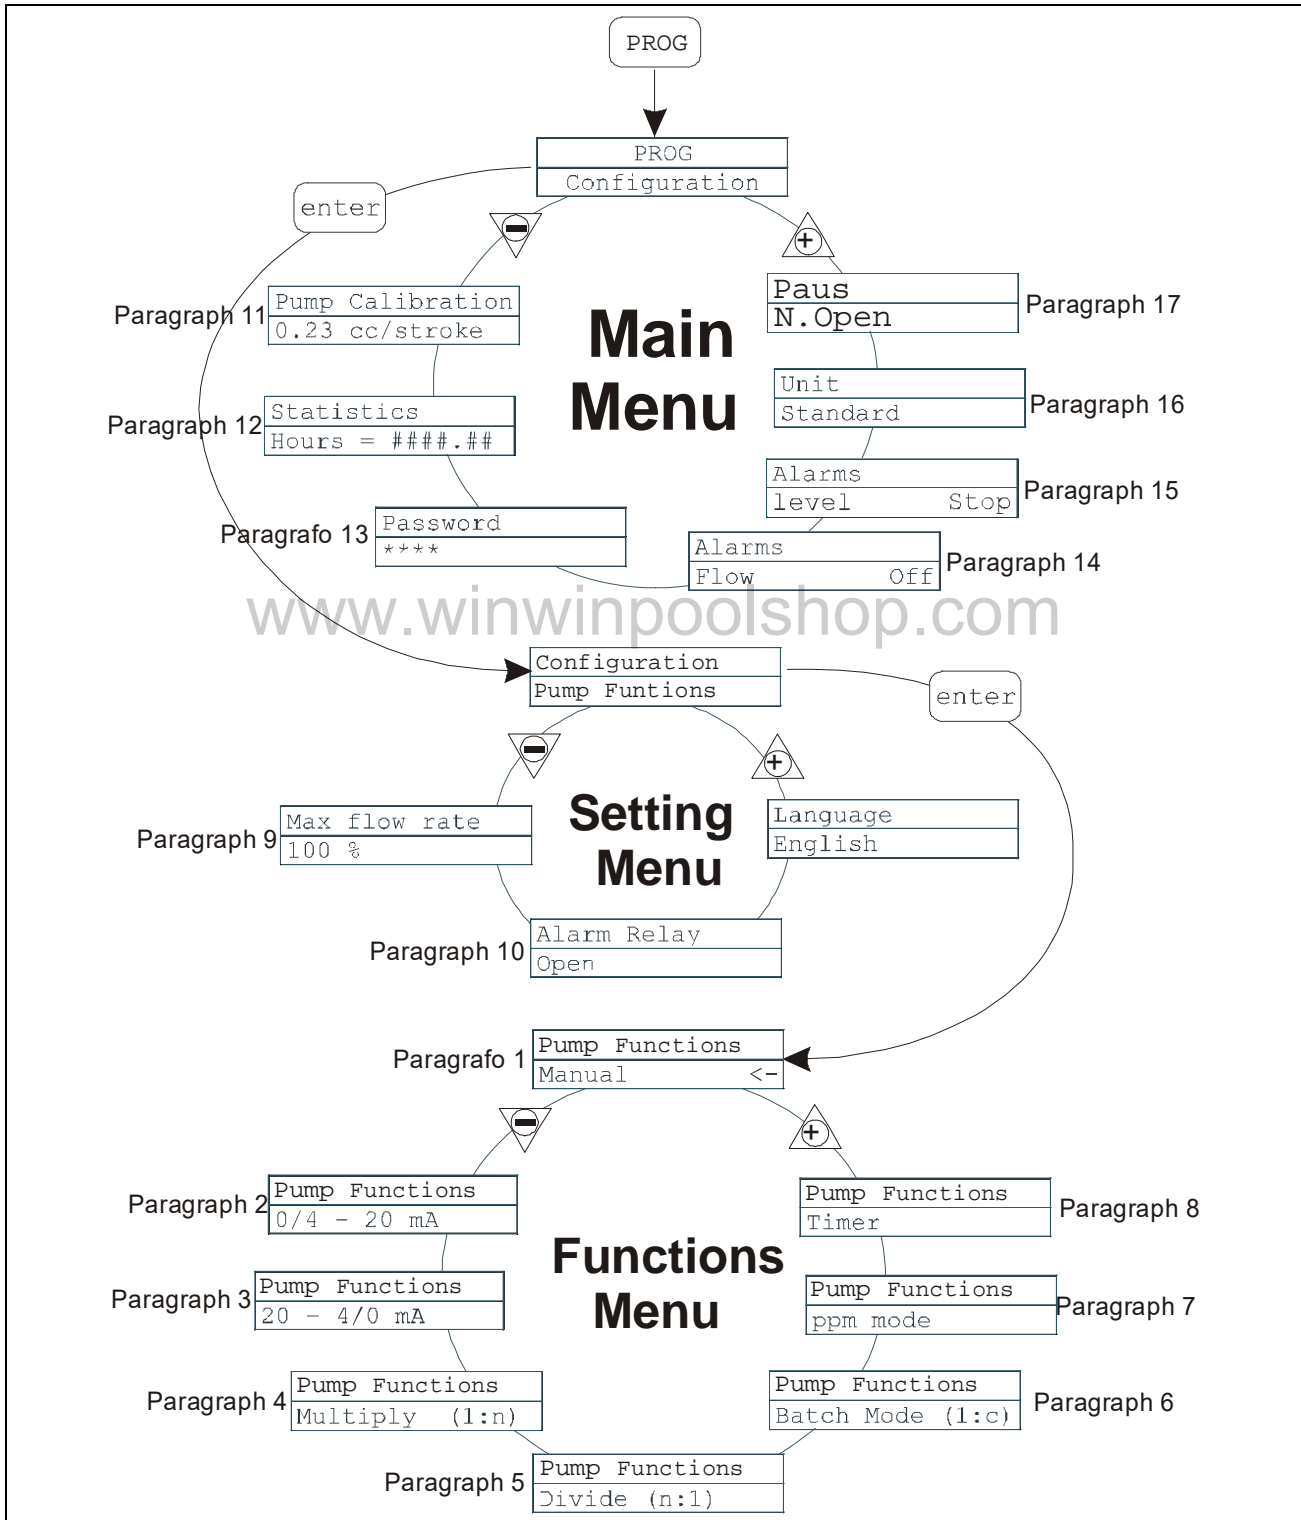 PROG
PROG
Configuration
enter
Pump Calibration
0.23 cc/stroke
Paragraph 11
Paus
N.Open
Paragraph 17
Main
Menu
Unit
Standard
Paragraph 16
Statistics
Hours = ####.##
Paragraph 12
Alarms
level Stop
Paragraph 15
Password
****
Paragrafo 13
Alarms
Flow Off
Paragraph 14
www.winwinpoolshop.com
Configuration
Pump Funtions
enter
Max flow rate
100 %
Paragraph 9
Setting
Menu
Language
English
Alarm Relay
Open
Paragraph 10
Pump Functions
Manual <-
Paragrafo 1
Pump Functions
0/4 - 20 mA
Paragraph 2
Pump Functions
Timer
Paragraph 8
Functions
Menu
Pump Functions
20 - 4/0 mA
Paragraph 3
Pump Functions
ppm mode
Paragraph 7
Pump Functions
Multiply (1:n)
Paragraph 4
Pump Functions
Batch Mode (1:c)
Paragraph 6
Pump Functions
Divide (n:1)
Paragraph 5